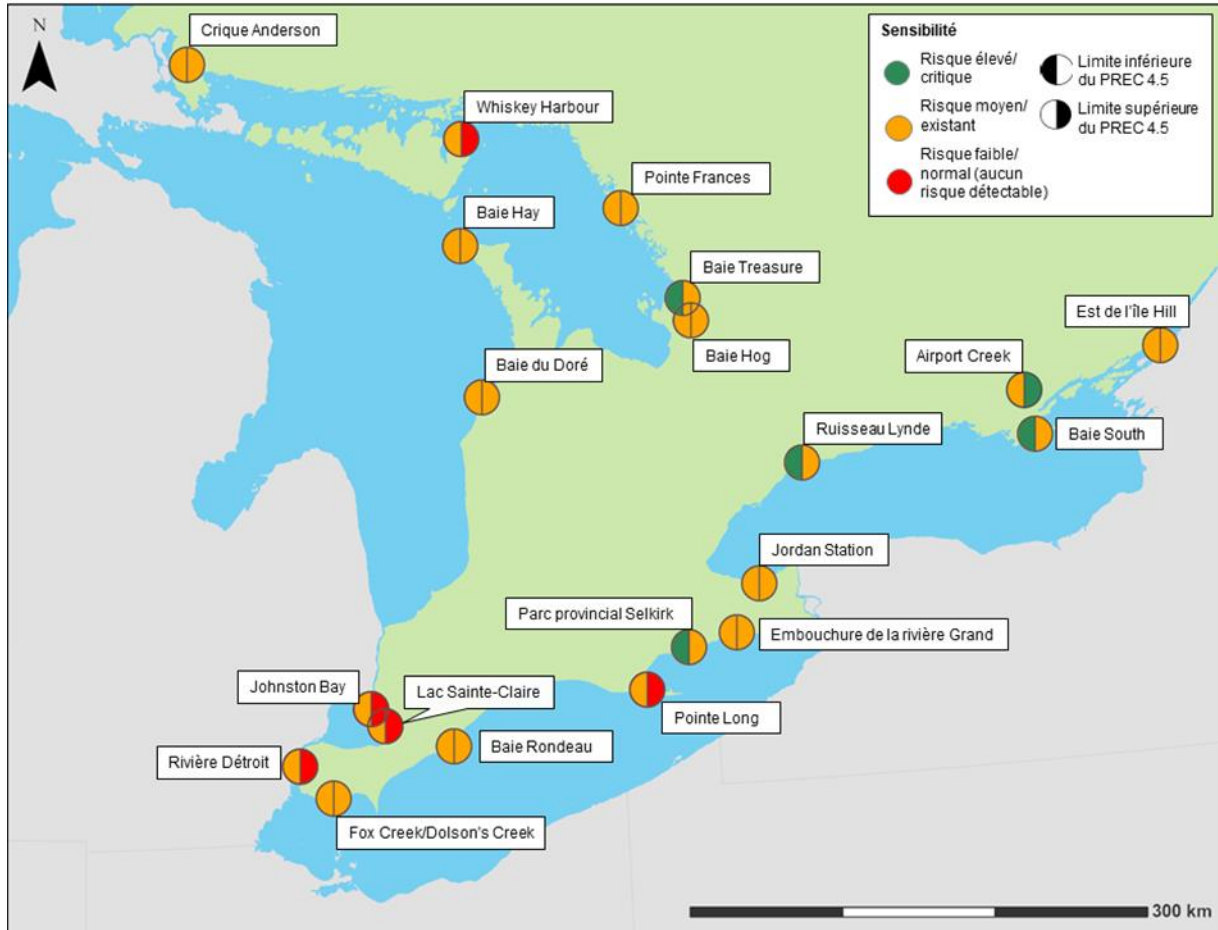 N
Crique Anderson
Whiskey Harbour
Pointe Frances
Baie Hay
Baie Treasure
Baie Hog
Est de l'île Hill
Airport Creek
Baie du Doré
Ruisseau Lynde
Baie South
Jordan Station
Parc provincial Selkirk
Embouchure de la rivière Grand
Johnston Bay
Lac Sainte-Claire
Pointe Long
Rivière Détroit
Baie Rondeau
Fox Creek/Dolson's Creek
Sensibilité
Risque élevé/
critique
Risque moyen/
existant
Risque faible/
normal (aucun
risque détectable)
Limite inférieure
du PREC 4.5
Limite supérieure
du PREC 4.5
300 km